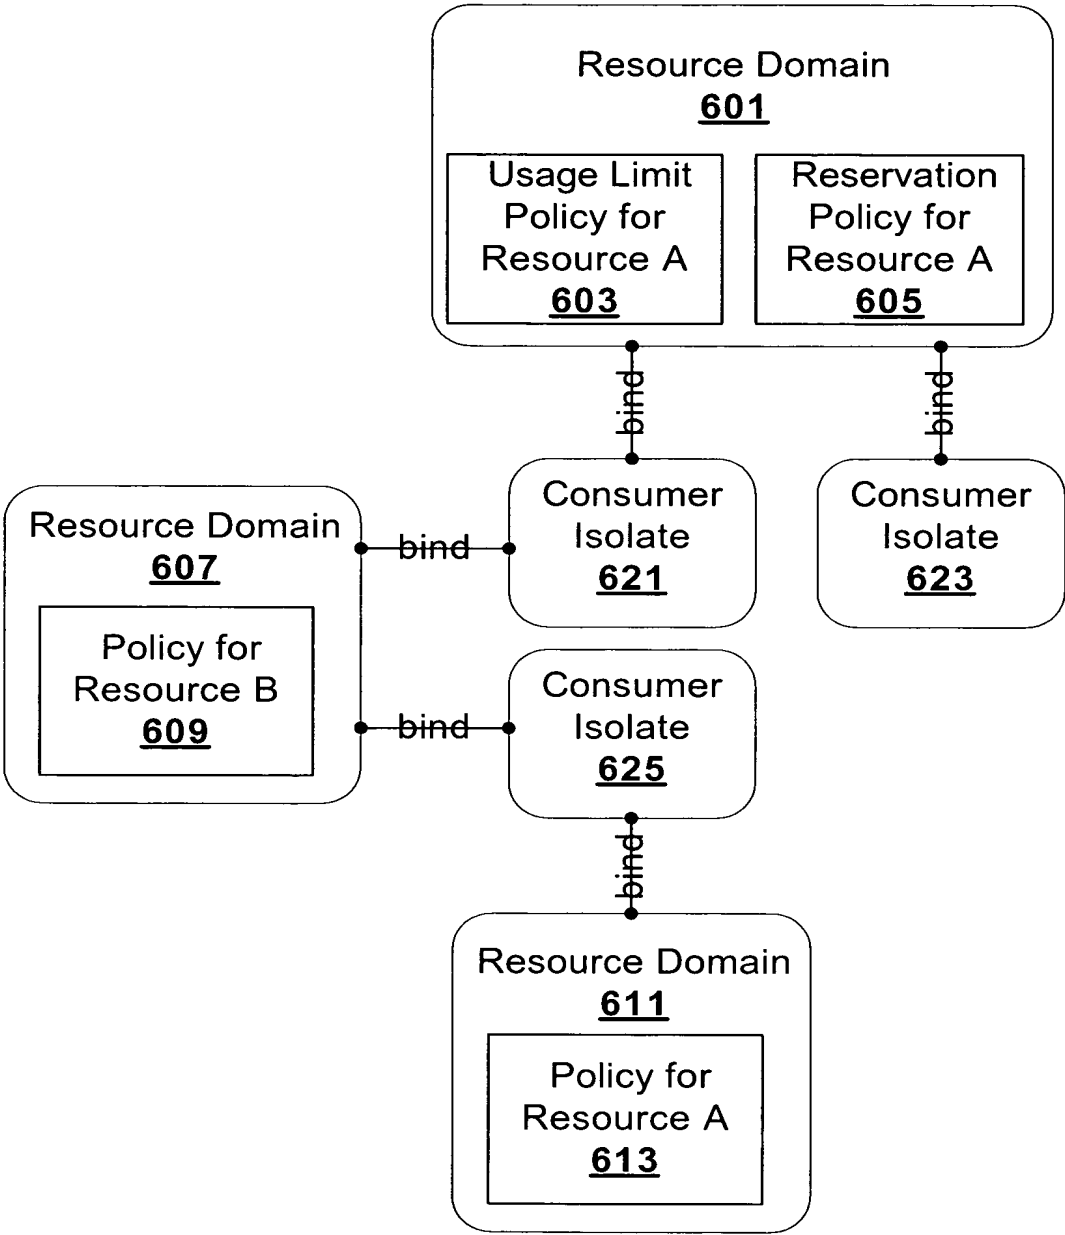 Resource Domain
601
Usage Limit
Policy for
Resource A
603
Reservation
Policy for
Resource A
605
bind
bind
Consumer
Isolate
621
Consumer
Isolate
623
Resource Domain
607
bind
Policy for
Resource B
609
bind
Consumer
Isolate
625
bind
Resource Domain
611
Policy for
Resource A
613